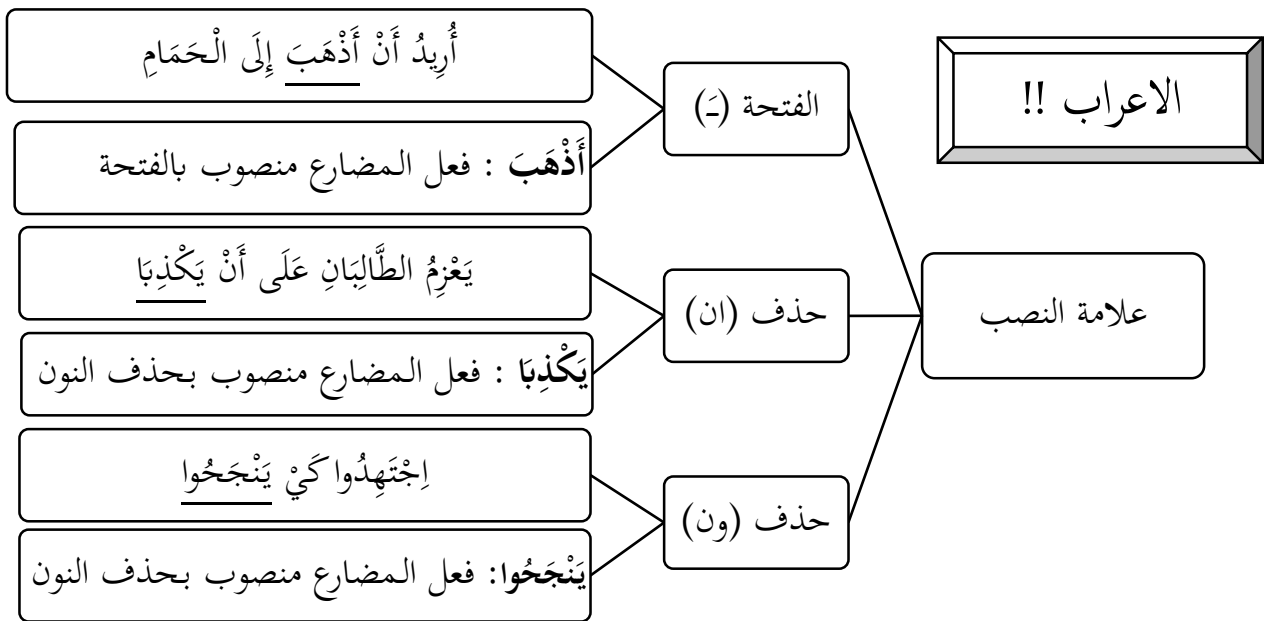 الاعراب !!
علامة النصب
الفتحة (ـَ)
أُرِيدُ أَنْ أَذْهَبَ إِلَى الْحَمَامِ
أَذْهَبَ : فعل المضارع منصوب بالفتحة
حذف (ان)
يَعْزِمُ الطَّالِبَانِ عَلَى أَنْ يَكْذِبَا
يَكْذِبَا : فعل المضارع منصوب بحذف النون
حذف (ون)
اِجْتَهِدُوا كَيْ يَنْجَحُوا
يَنْجَحُوا: فعل المضارع منصوب بحذف النون